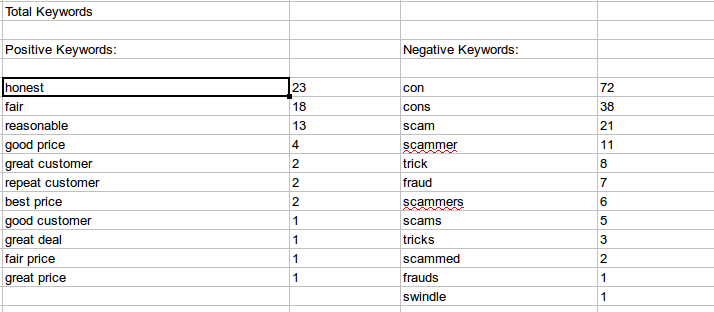 Total Keywords
Positive Keywords: Negative Keywords:
honest 23 con 72
fair 18 cons 38
reasonable 13 scam 21
good price 4 scammer 11
great customer 2 trick 8
repeat customer 2 fraud 7
best price 2 scammers 6
good customer 1 scams 5
great deal 1 tricks 3
fair price 1 scammed 2
great price 1 frauds 1
swindle 1